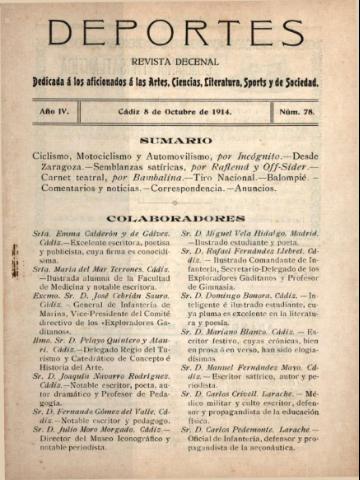 DEPORTES
REVISTA DECENAL
Dedicada á los aficionados á las Artes, Ciencias, Literatura, Sports y de Sociedad.
Año IV.
Cádiz 8 de Octubre de 1914.
Núm. 78.
SUMARIO
Ciclismo, Motociclismo y Automovilismo, por Incógnito.—Desde
Zaragoza.—Semblanzas satíricas, por Raflemd y Off-Sider.—
Carnet teatral, por Bambalina.—Tiro Nacional.—Balompié.—
Comentarios y noticias.—Correspondencia.—Anuncios.
COLABORADORES
Srta. Emma Calderón y de Gálvez.
Cádiz.—Excelente escritora, poetisa
y publicista, cuya firma es conocidí-
sima.
Srta. María del Mar Terrones. Cádiz.
—Ilustrada alumna de la Facultad
de Medicina y notable escritora.
Excmo. Sr. D. José Cebrián Saura.
Cádiz. — General de Infantería de
Marina, Vice-Presidente del Comité
directivo de los «Exploradores Ga-
ditanos».
Ilmo. Sr. D. Pelayo Quintero y Atau-
ri. Cádiz.—Delegado Regio del Tu-
rismo y Catedrático de Concepto é
Historia del Arte.
Sr. D. Joaquín Navarro Rodríguez.
Cádiz.—Notable escritor, poeta, au-
tor dramático y Profesor de Peda-
gogía.
Sr. D. Fernando Gómez del Valle. Cá-
diz.—Notable escritor y pedagogo.
Sr. D. Julio Moro Morgado. Cádiz.—
Director del Museo Iconográfico y
notable periodista.
Sr. D. Miguel Vela Hidalgo. Madrid.
—Ilustrado estudiante y poeta.
Sr. D. Rafael Fernández Llebret. Cá-
diz. — Ilustrado Comandante de In-
fantería, Secretario-Delegado de los
Exploradores Gaditanos y Profesor
de Gimnasia.
Sr. D. Domingo Bonora. Cádiz. —In-
teligente é ilustrado estudiante, cu-
ya pluma es excelente en la literatu-
ra y poesía.
Sr. D. Mariano Blanco. Cádiz. — Es-
critor festivo, cuyas crónicas, bien
en prosa ó en verso, han sido elogia-
dísimas.
Sr. D. Manuel Fernández Mayo. Cá-
diz.— Escritor satírico, autor y pe-
riodista.
Sr. D. Carlos Crivell. Larache. — Mé-
dico militar y culto escritor, defen-
sor y propagandista de la educación
física.
Sr. D. Carlos Pedemonte. Larache.—
Oficial de Infantería, defensor y pro-
pagandista de la aeronáutica.